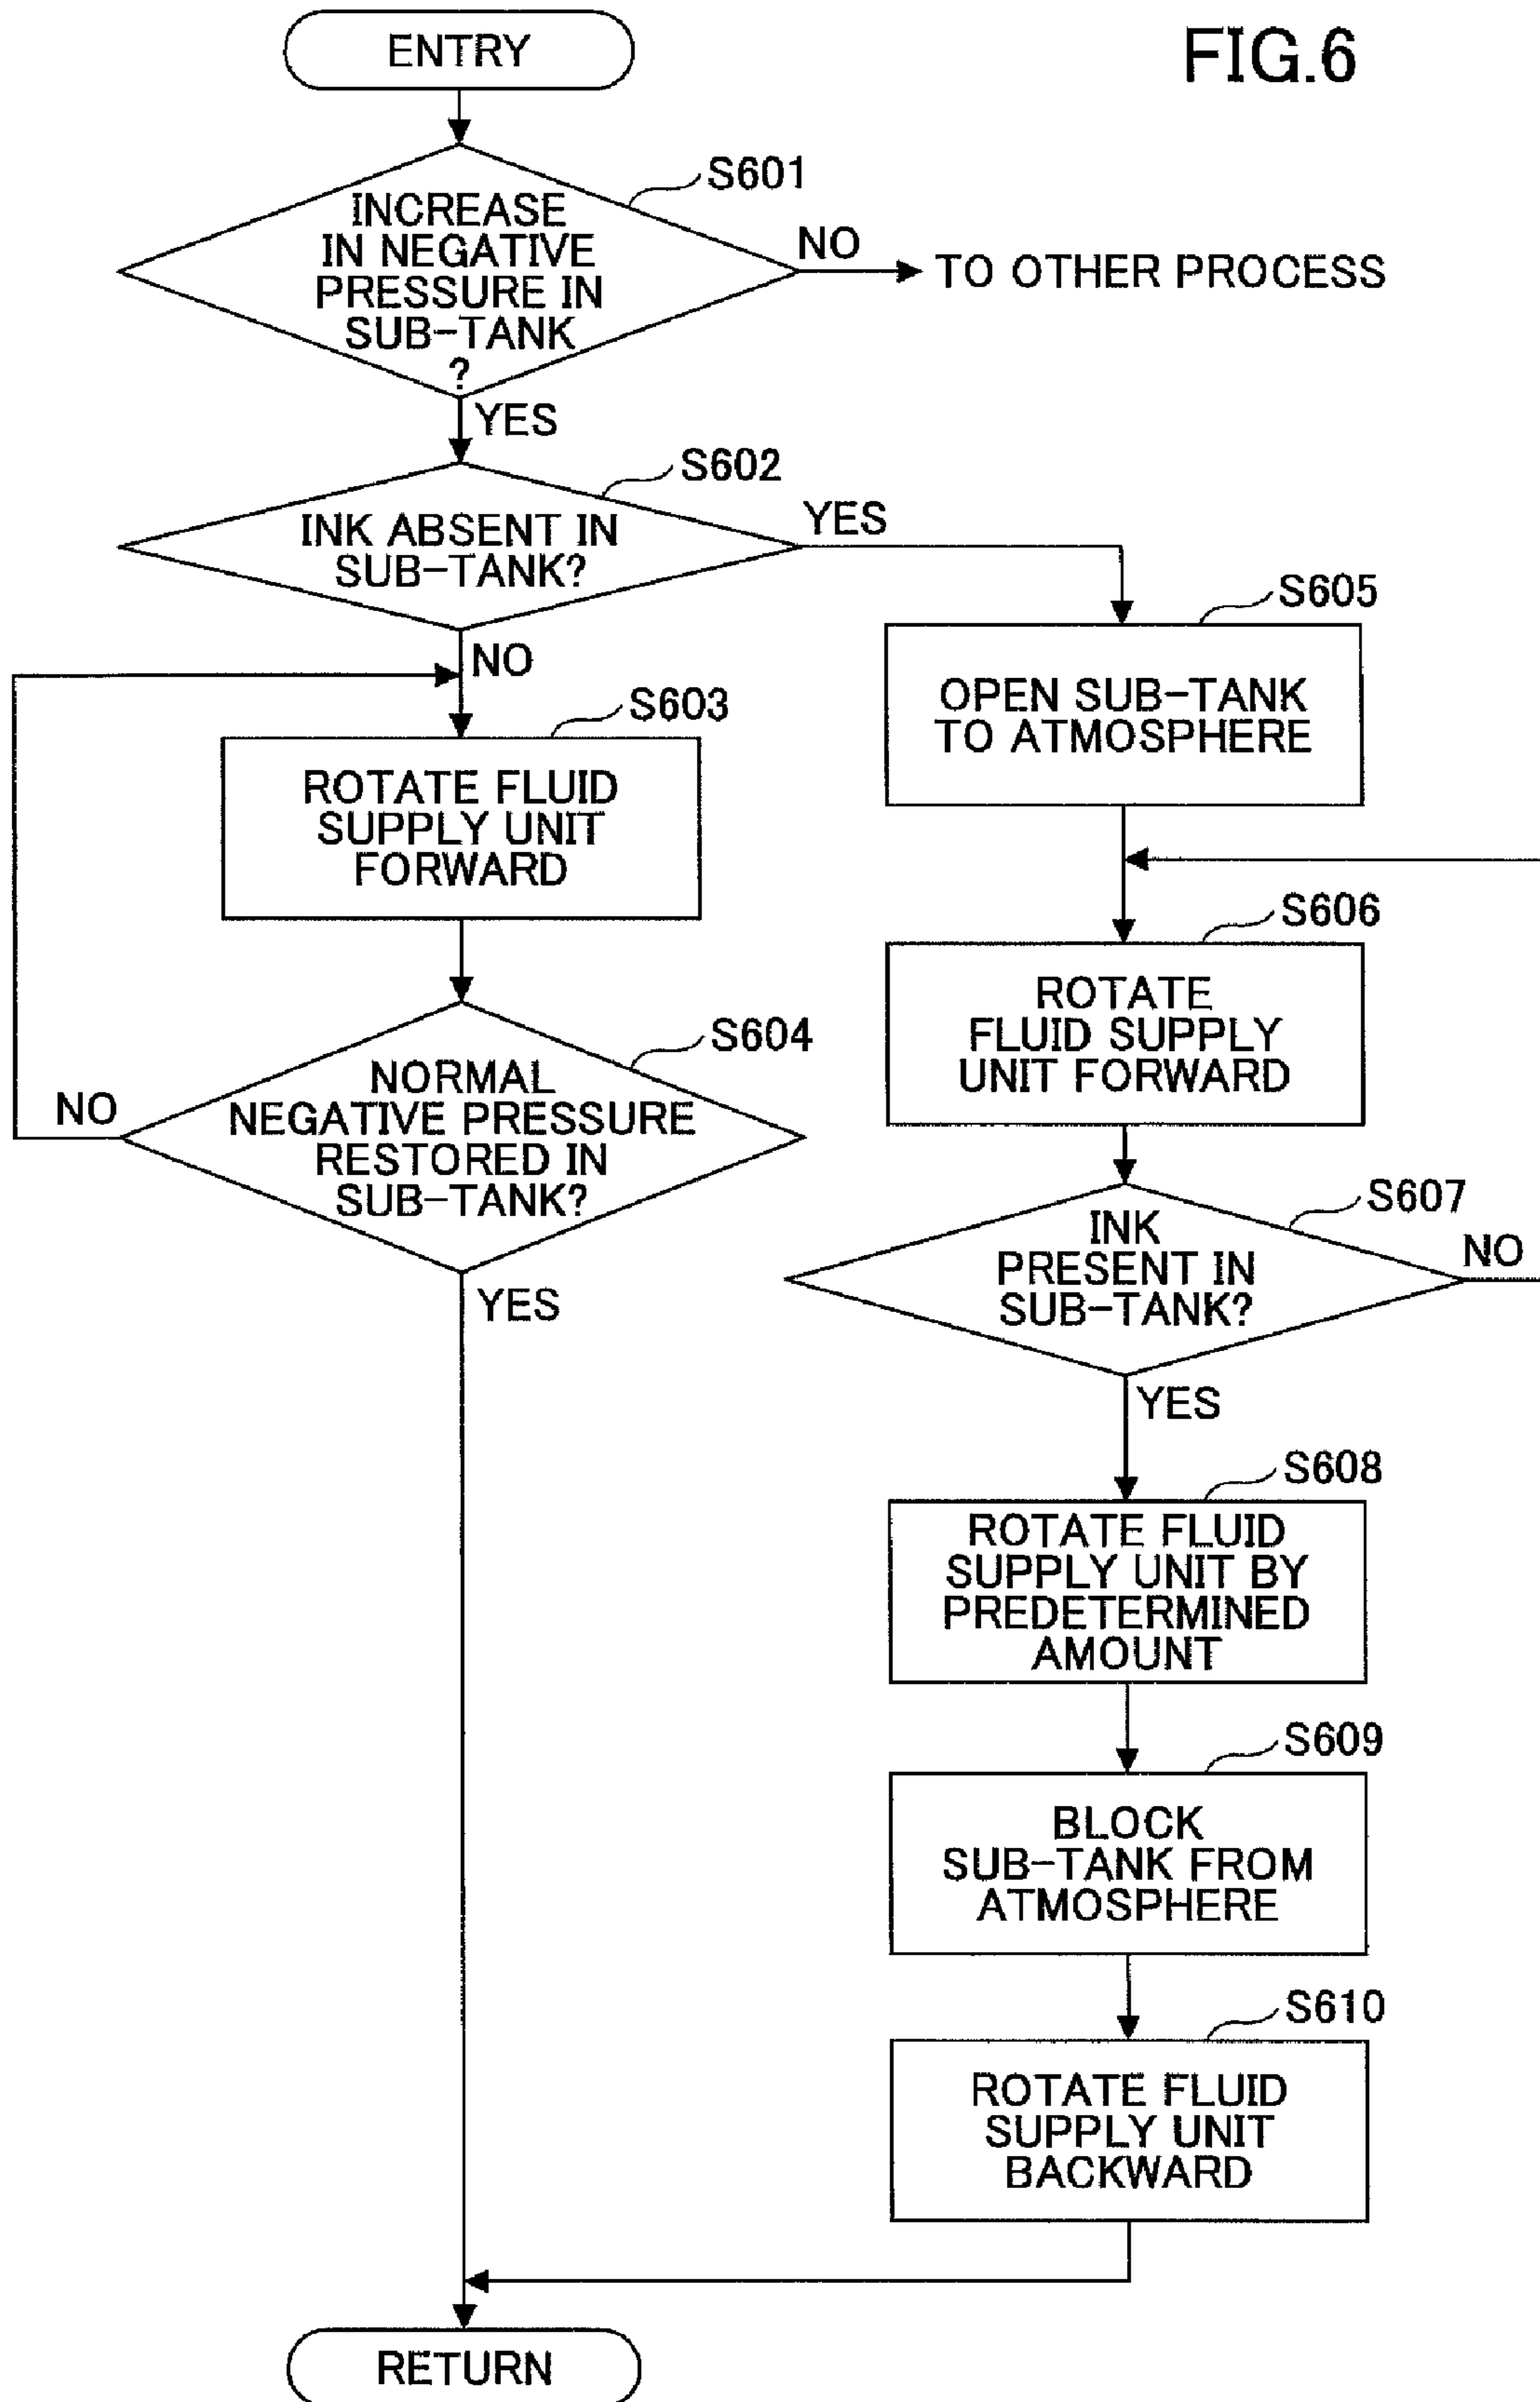 FIG.6
ENTRY
S601
INCREASE
IN NEGATIVE
PRESSURE IN
SUB-TANK
?
NO
TO OTHER PROCESS
YES
S602
INK ABSENT IN
SUB-TANK?
YES
NO
S603
ROTATE FLUID
SUPPLY UNIT
FORWARD
S604
NORMAL
NEGATIVE PRESSURE
RESTORED IN
SUB-TANK?
NO
YES
S605
OPEN SUB-TANK
TO ATMOSPHERE
S606
ROTATE
FLUID SUPPLY
UNIT FORWARD
S607
INK
PRESENT IN
SUB-TANK?
NO
YES
S608
ROTATE FLUID
SUPPLY UNIT BY
PREDETERMINED
AMOUNT
S609
BLOCK
SUB-TANK FROM
ATMOSPHERE
S610
ROTATE FLUID
SUPPLY UNIT
BACKWARD
RETURN